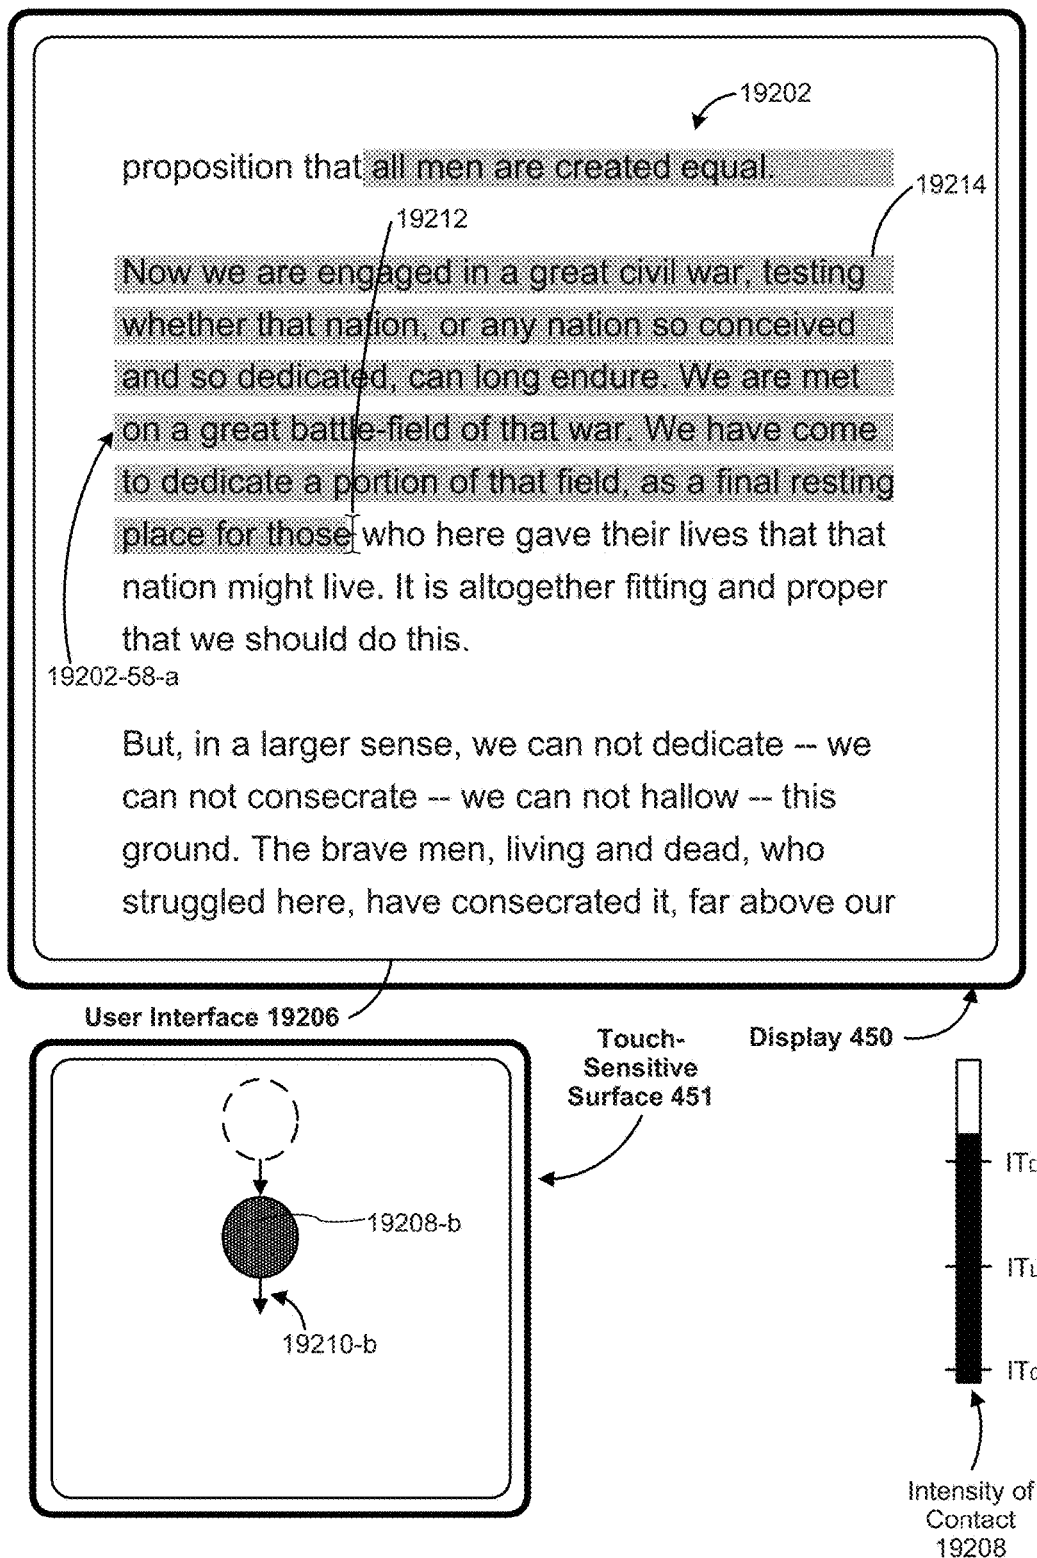 19202
proposition that all men are created equal.
19214
19212
Now we are engaged in a great civil war, testing
whether that nation, or any nation so conceived
and so dedicated, can long endure. We are met
on a great battle-field of that war. We have come
to dedicate a portion of that field, as a final resting
place for those who here gave their lives that that
nation might live. It is altogether fitting and proper
that we should do this.
19202-58-a
But, in a larger sense, we can not dedicate -- we
can not consecrate -- we can not hallow -- this
ground. The brave men, living and dead, who
struggled here, have consecrated it, far above our
User Interface 19206
Display 450
Touch-
Sensitive
Surface 451
19208-b
19210-b
ITD
ITL
IT0
Intensity of
Contact
19208